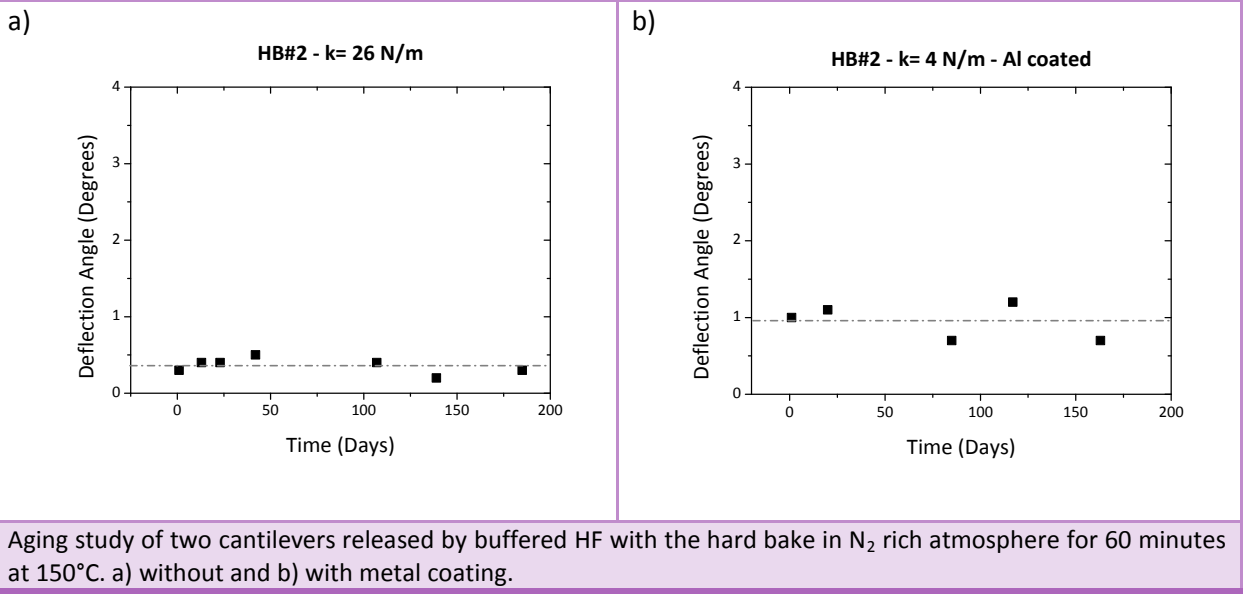 a)
HB#2 - k= 26 N/m
4
3
2
1
0
0 50 100 150 200
Deflection Angle (Degrees)
Time (Days)
b)
HB#2 - k= 4 N/m - Al coated
4
3
2
1
0
0 50 100 150 200
Deflection Angle (Degrees)
Time (Days)
Aging study of two cantilevers released by buffered HF with the hard bake in N₂ rich atmosphere for 60 minutes
at 150°C. a) without and b) with metal coating.